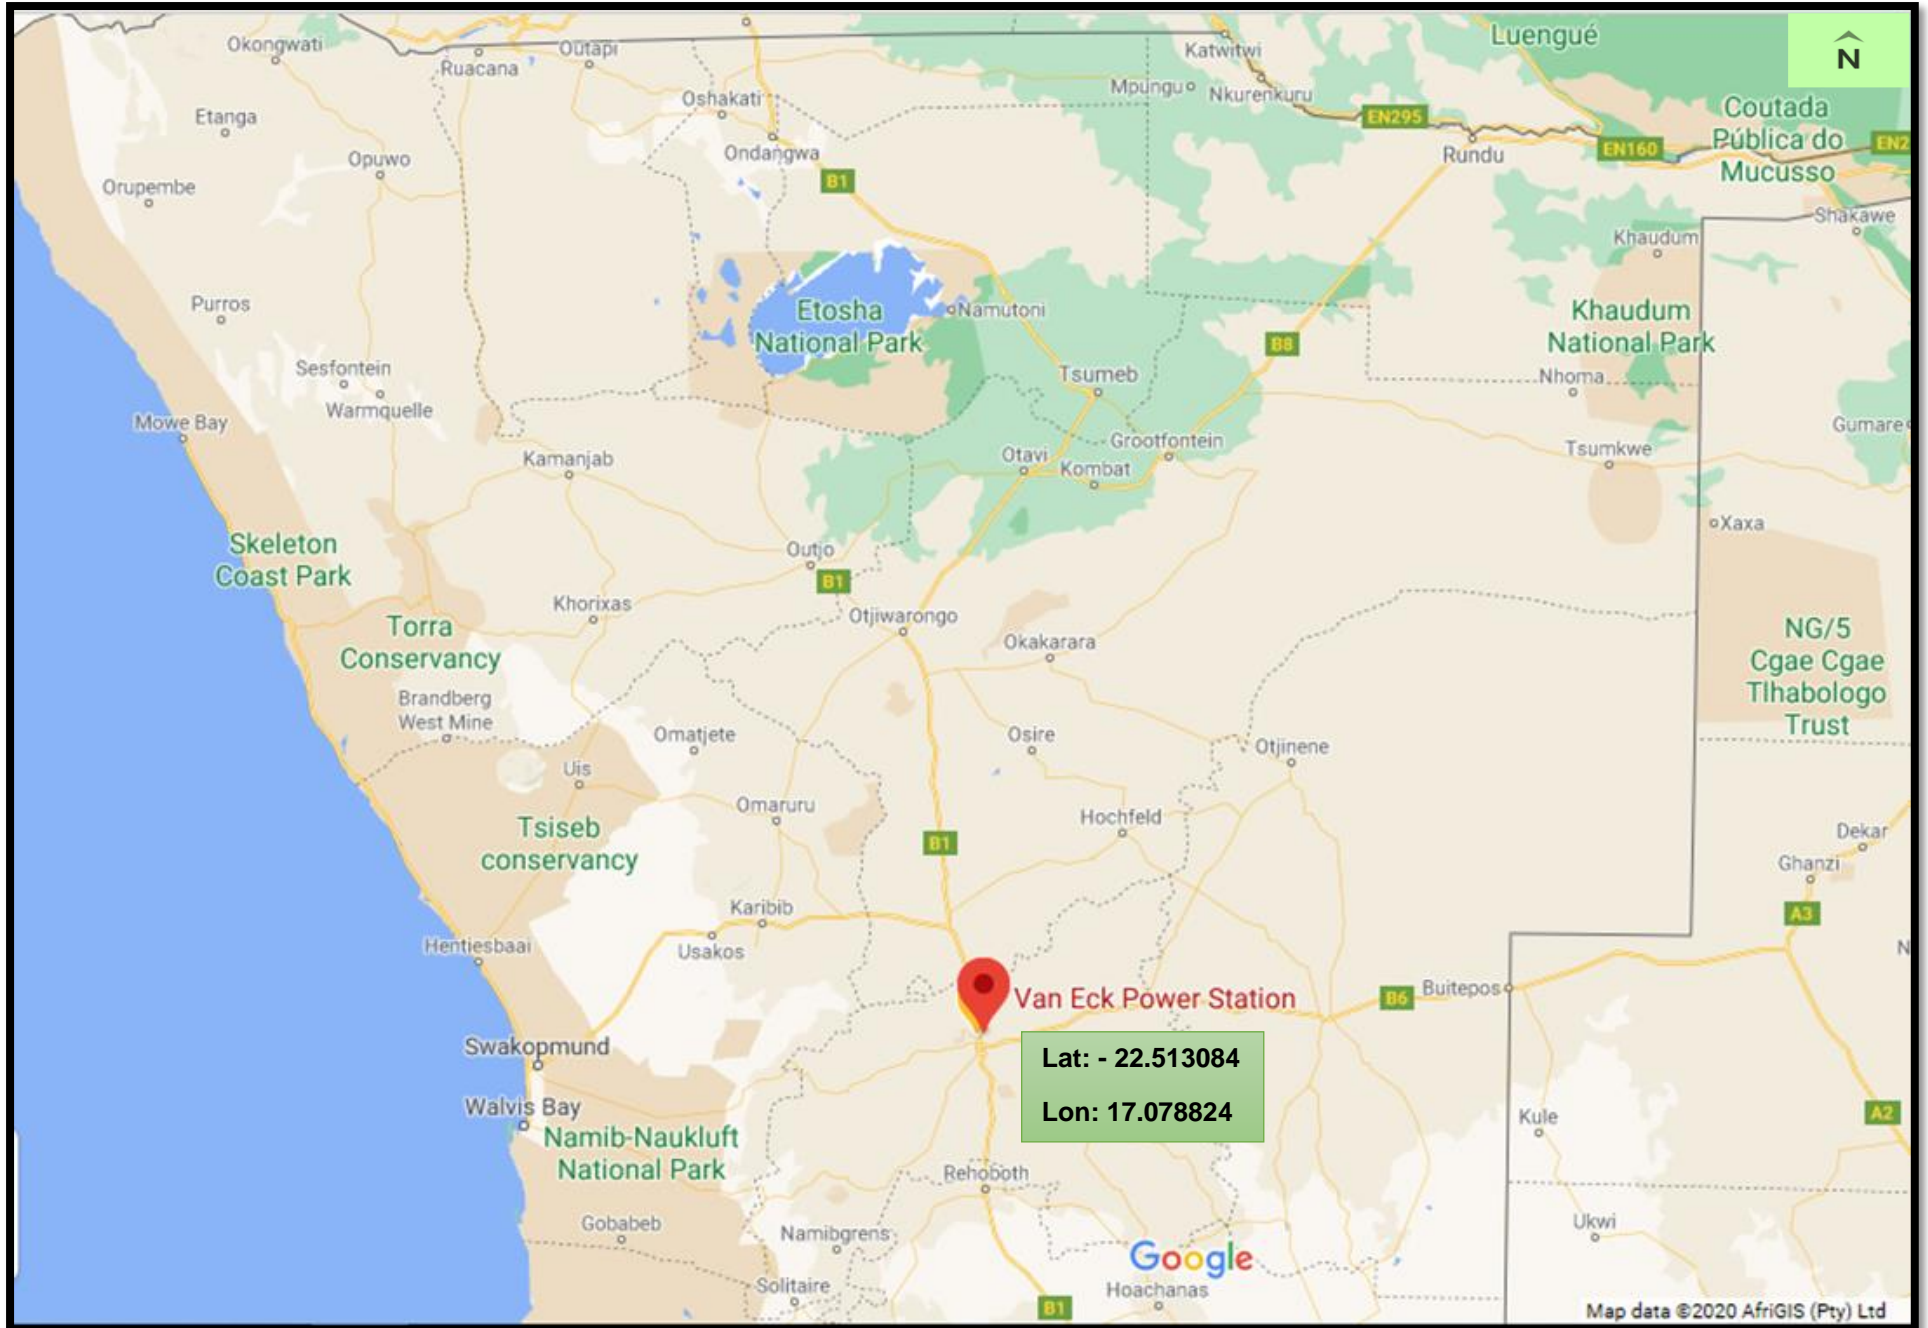 Luengué
N
Okongwati
Ruacana
Outapi
Katwitwi
Mpungu
Nkurenkuru
Oshakati
EN295
Coutada
Pública do
Mucusso
EN2
Etanga
Opuwo
Ondangwa
B1
Rundu
EN160
Orupembe
Shakawe
Khaudum
Purros
Etosha
National Park
Namutoni
Khaudum
National Park
B8
Sesfontein
Warmquelle
Tsumeb
Nhoma
Mowe Bay
Gumare
Kamanjab
Otavi
Kombat
Grootfontein
Tsumkwe
Xaxa
Skeleton
Coast Park
Outjo
B1
Khorixas
Otjiwarongo
Torra
Conservancy
Okakarara
NG/5
Cgae Cgae
Tlhabologo
Trust
Brandberg
West Mine
Omatjete
Osire
Otjinene
Uis
Omaruru
Hochfeld
Tsiseb
conservancy
B1
Dekar
Ghanzi
Karibib
A3
Hentiesbaai
Usakos
N
Van Eck Power Station
B6
Buitepos
Swakopmund
Lat: - 22.513084
Lon: 17.078824
Walvis Bay
Kule
A2
Namib-Naukluft
National Park
Rehoboth
Gobabeb
Namibgrens
Ukwi
Google
Solitaire
Hoachanas
B1
Map data ©2020 AfriGIS (Pty) Ltd